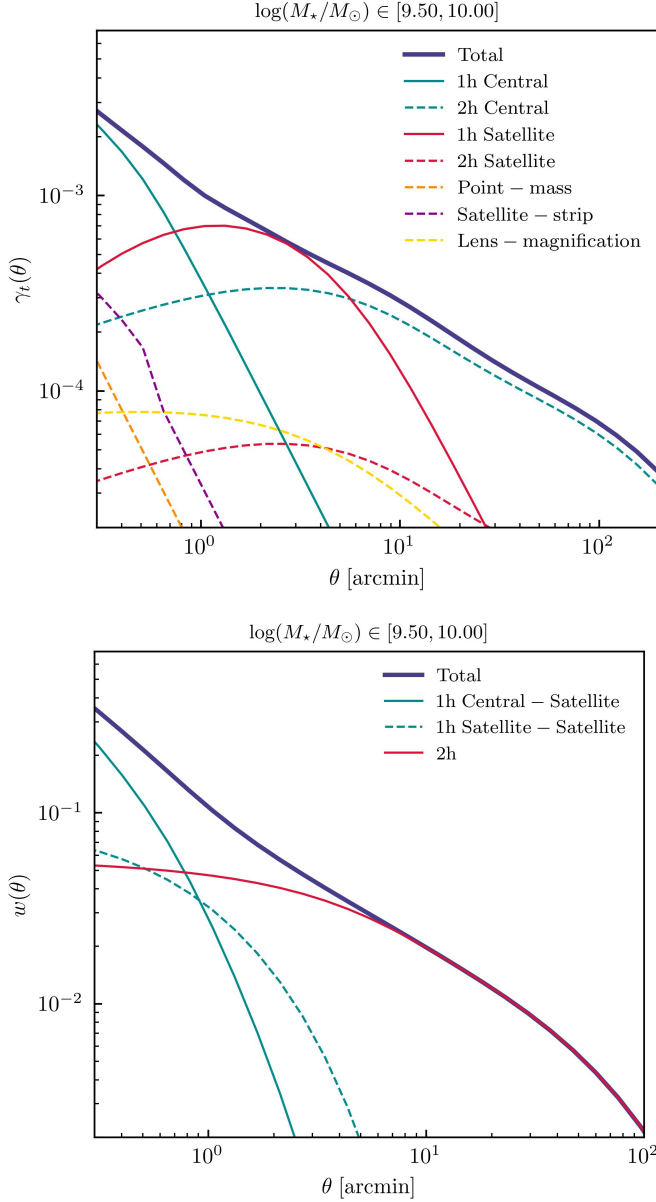 log(M⋆/M⊙) ∈ [9.50, 10.00]
Total
1h Central
2h Central
1h Satellite
2h Satellite
Point − mass
Satellite − strip
Lens − magnification
γt(θ)
10⁻³
10⁻⁴
10⁰ 10¹ 10²
θ [arcmin]
log(M⋆/M⊙) ∈ [9.50, 10.00]
Total
1h Central − Satellite
1h Satellite − Satellite
2h
w(θ)
10⁻¹
10⁻²
10⁰ 10¹ 10²
θ [arcmin]